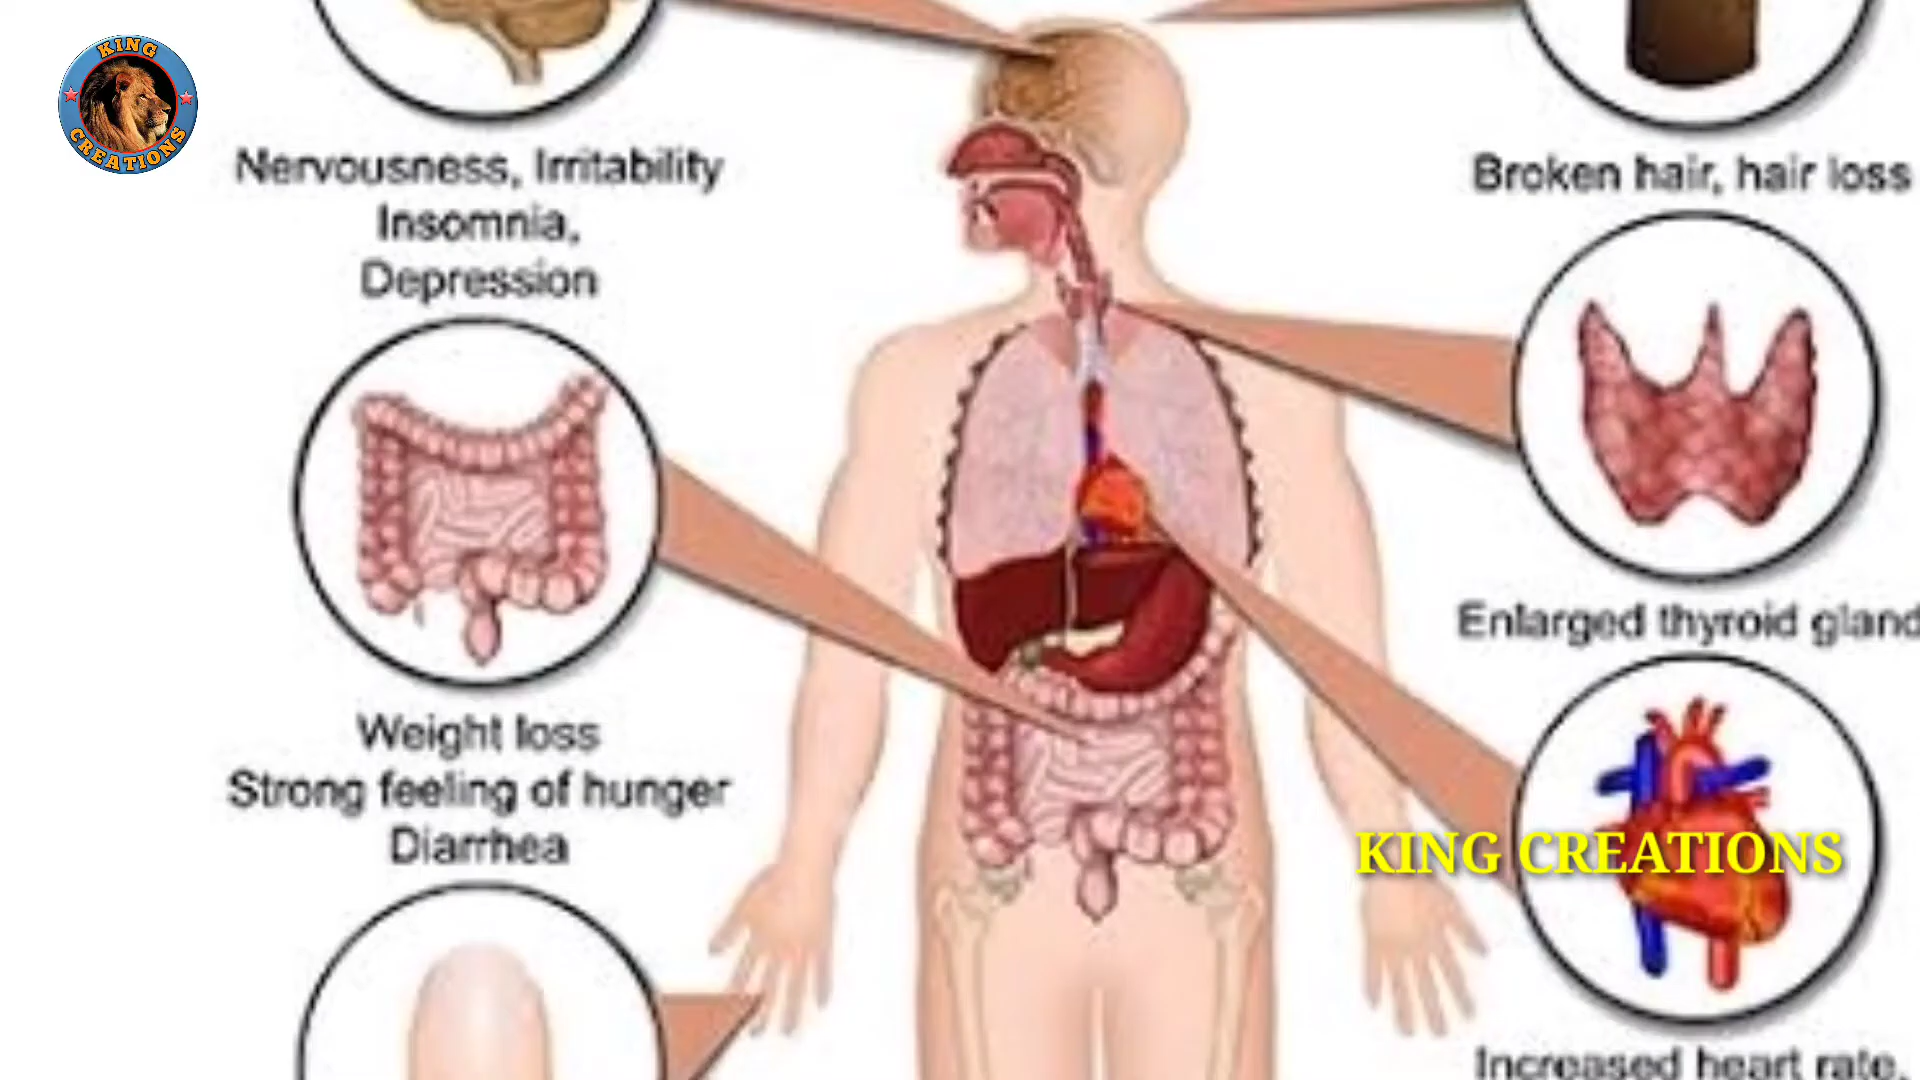 KING
CREATIONS
Nervousness, Irritability
Insomnia,
Depression
Broken hair, hair loss
Enlarged thyroid gland
Weight loss
Strong feeling of hunger
Diarrhea
KING CREATIONS
Increased heart rate,